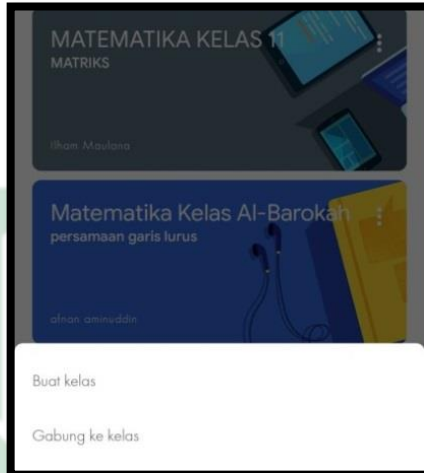 MATEMATIKA KELAS 11
MATRIKS
Ilham Maulana
Matematika Kelas Al-Barokah
persamaan garis lurus
afnan aminuddin
Buat kelas
Gabung ke kelas